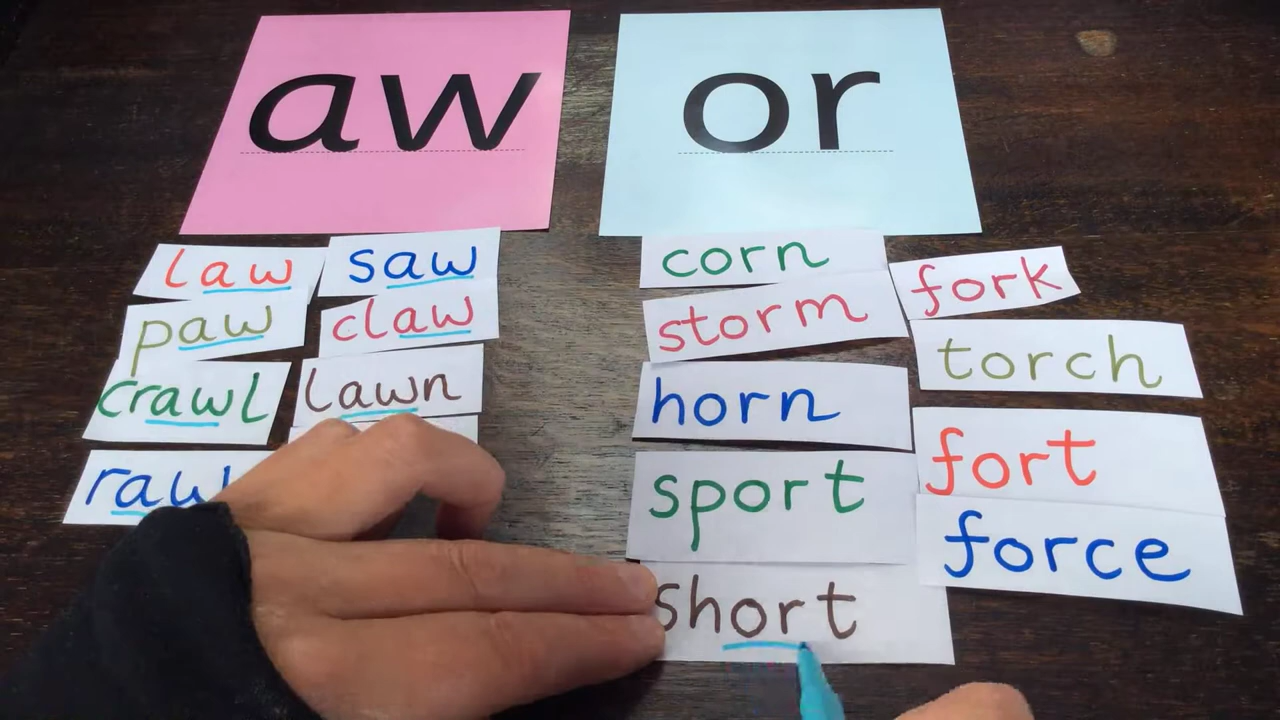 aw
law
saw
paw
claw
crawl
lawn
or
corn
fork
storm
torch
horn
fort
sport
force
short